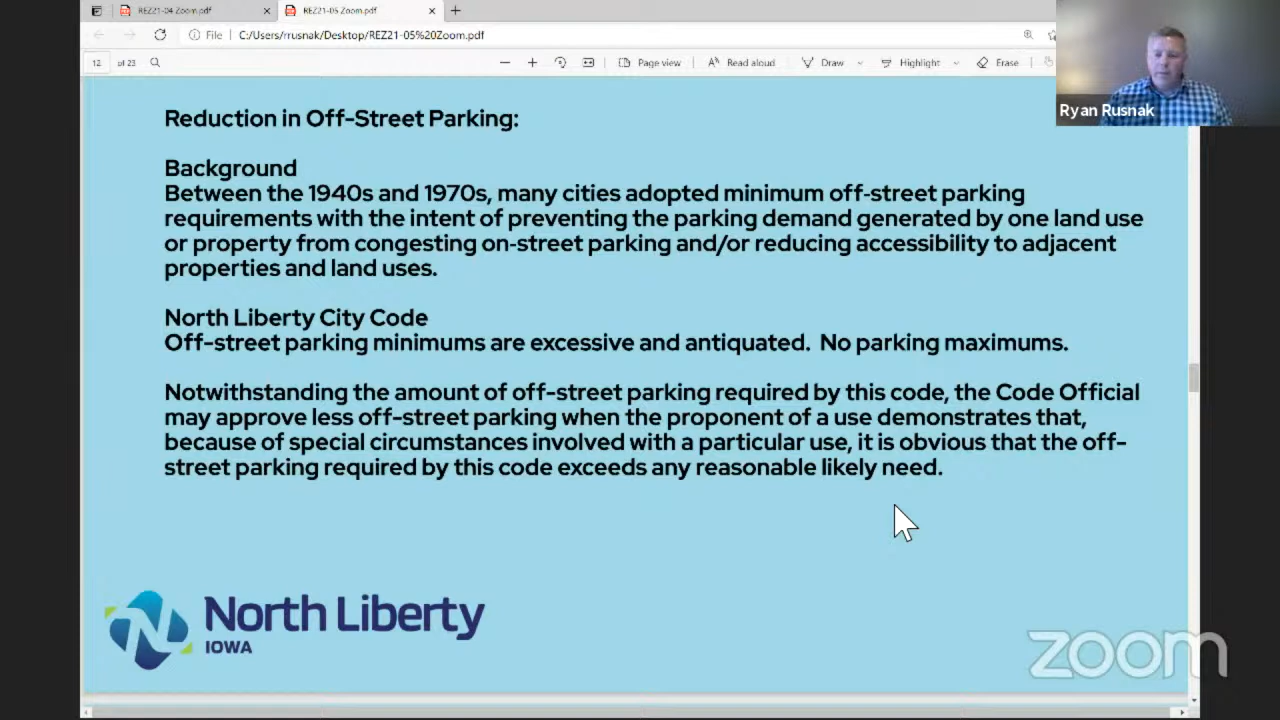 REZ21-04 Zoom.pdf
REZ21-05 Zoom.pdf
File
C:/Users/rrusnak/Desktop/REZ21-05%20Zoom.pdf
12 of 23
Page view
Read aloud
Draw
Highlight
Erase
Ryan Rusnak
Reduction in Off-Street Parking:
Background
Between the 1940s and 1970s, many cities adopted minimum off-street parking
requirements with the intent of preventing the parking demand generated by one land use
or property from congesting on-street parking and/or reducing accessibility to adjacent
properties and land uses.
North Liberty City Code
Off-street parking minimums are excessive and antiquated.  No parking maximums.
Notwithstanding the amount of off-street parking required by this code, the Code Official
may approve less off-street parking when the proponent of a use demonstrates that,
because of special circumstances involved with a particular use, it is obvious that the off-
street parking required by this code exceeds any reasonable likely need.
North Liberty
IOWA
zoom